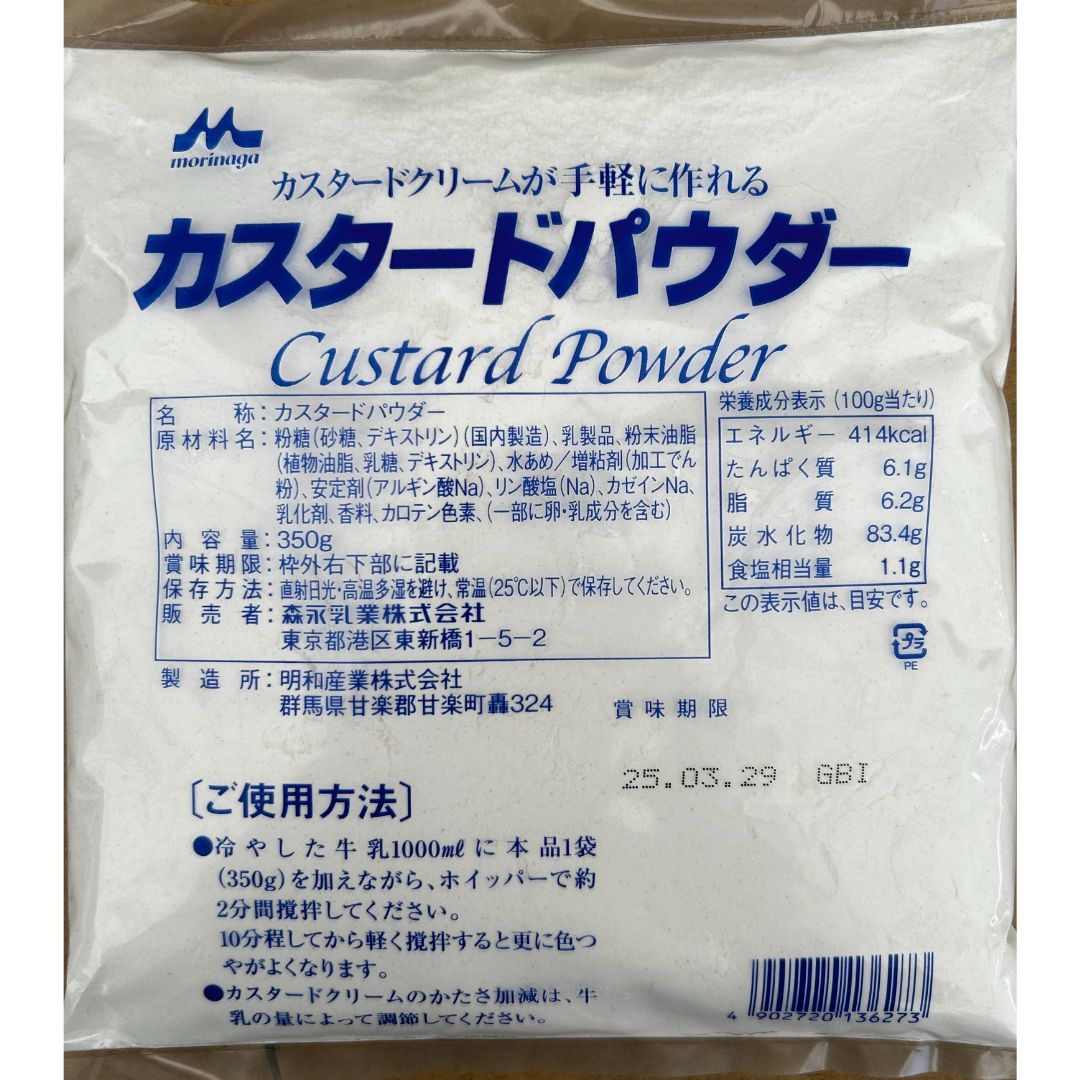 morinaga
カスタードクリームが手軽に作れる
カスタードパウダー
Custard Powder
名称:カスタードパウダー
原材料名:粉糖(砂糖、デキストリン)(国内製造)、乳製品、粉末油脂
(植物油脂、乳糖、デキストリン)、水あめ/増粘剤(加工でん
粉)、安定剤(アルギン酸Na)、リン酸塩(Na)、カゼインNa、
乳化剤、香料、カロテン色素、(一部に卵・乳成分を含む)
内容量:350g
賞味期限:枠外右下部に記載
保存方法:直射日光・高温多湿を避け、常温(25℃以下)で保存してください。
販売者:森永乳業株式会社
東京都港区東新橋1-5-2
製造所:明和産業株式会社
群馬県甘楽郡甘楽町轟324
栄養成分表示(100g当たり)
エネルギー 414kcal
たんぱく質 6.1g
脂質 6.2g
炭水化物 83.4g
食塩相当量 1.1g
この表示値は、目安です。
プラ
PE
賞味期限
25.03.29 GBI
〔ご使用方法〕
●冷やした牛乳1000㎖に本品1袋
(350g)を加えながら、ホイッパーで約
2分間撹拌してください。
10分程してから軽く撹拌すると更に色つ
やがよくなります。
●カスタードクリームのかたさ加減は、牛
乳の量によって調節してください。
4 902720 136273